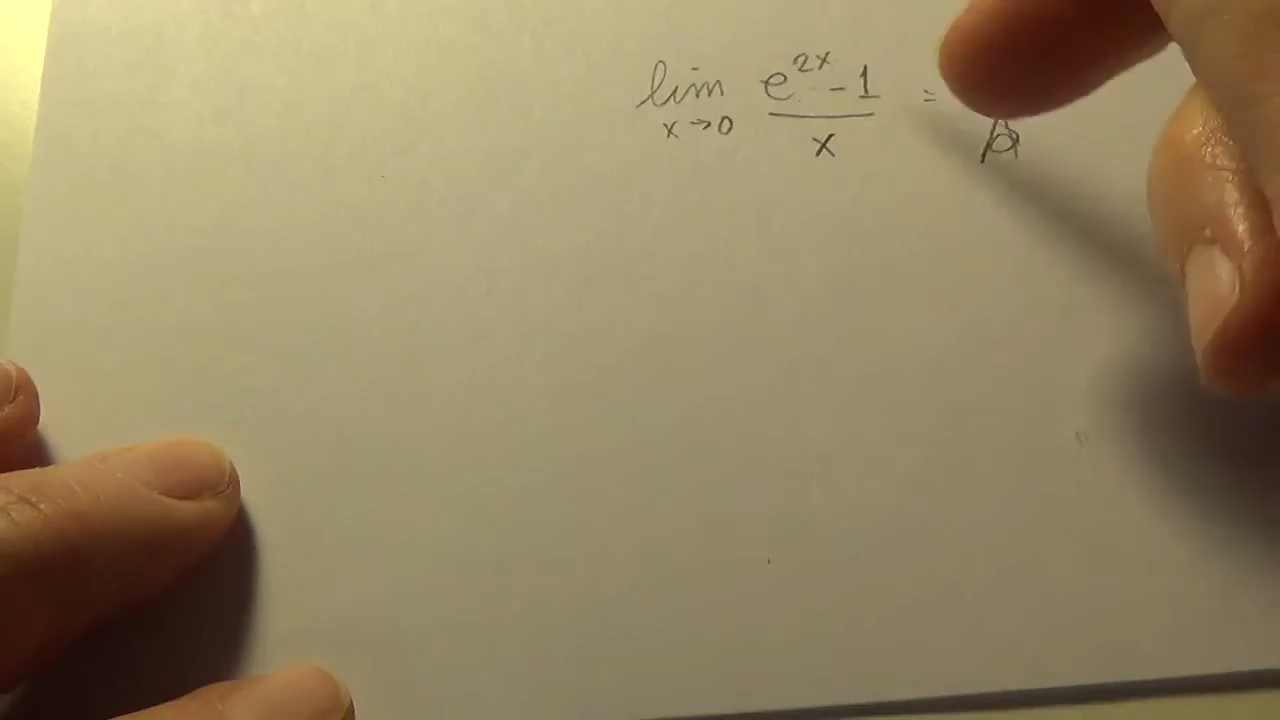 lim e^{2x} - 1 =
x→0 x